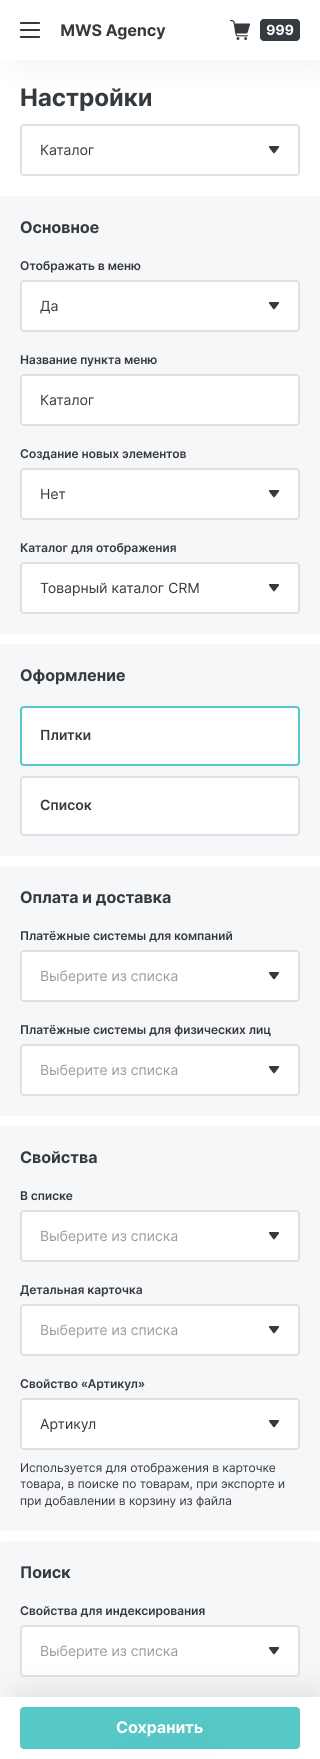 MWS Agency
999
Настройки
Каталог
Основное
Отображать в меню
Да
Название пункта меню
Каталог
Создание новых элементов
Нет
Каталог для отображения
Товарный каталог CRM
Оформление
Плитки
Список
Оплата и доставка
Платёжные системы для компаний
Выберите из списка
Платёжные системы для физических лиц
Выберите из списка
Свойства
В списке
Выберите из списка
Детальная карточка
Выберите из списка
Свойство «Артикул»
Артикул
Используется для отображения в карточке
товара, в поиске по товарам, при экспорте и
при добавлении в корзину из файла
Поиск
Свойства для индексирования
Выберите из списка
Сохранить